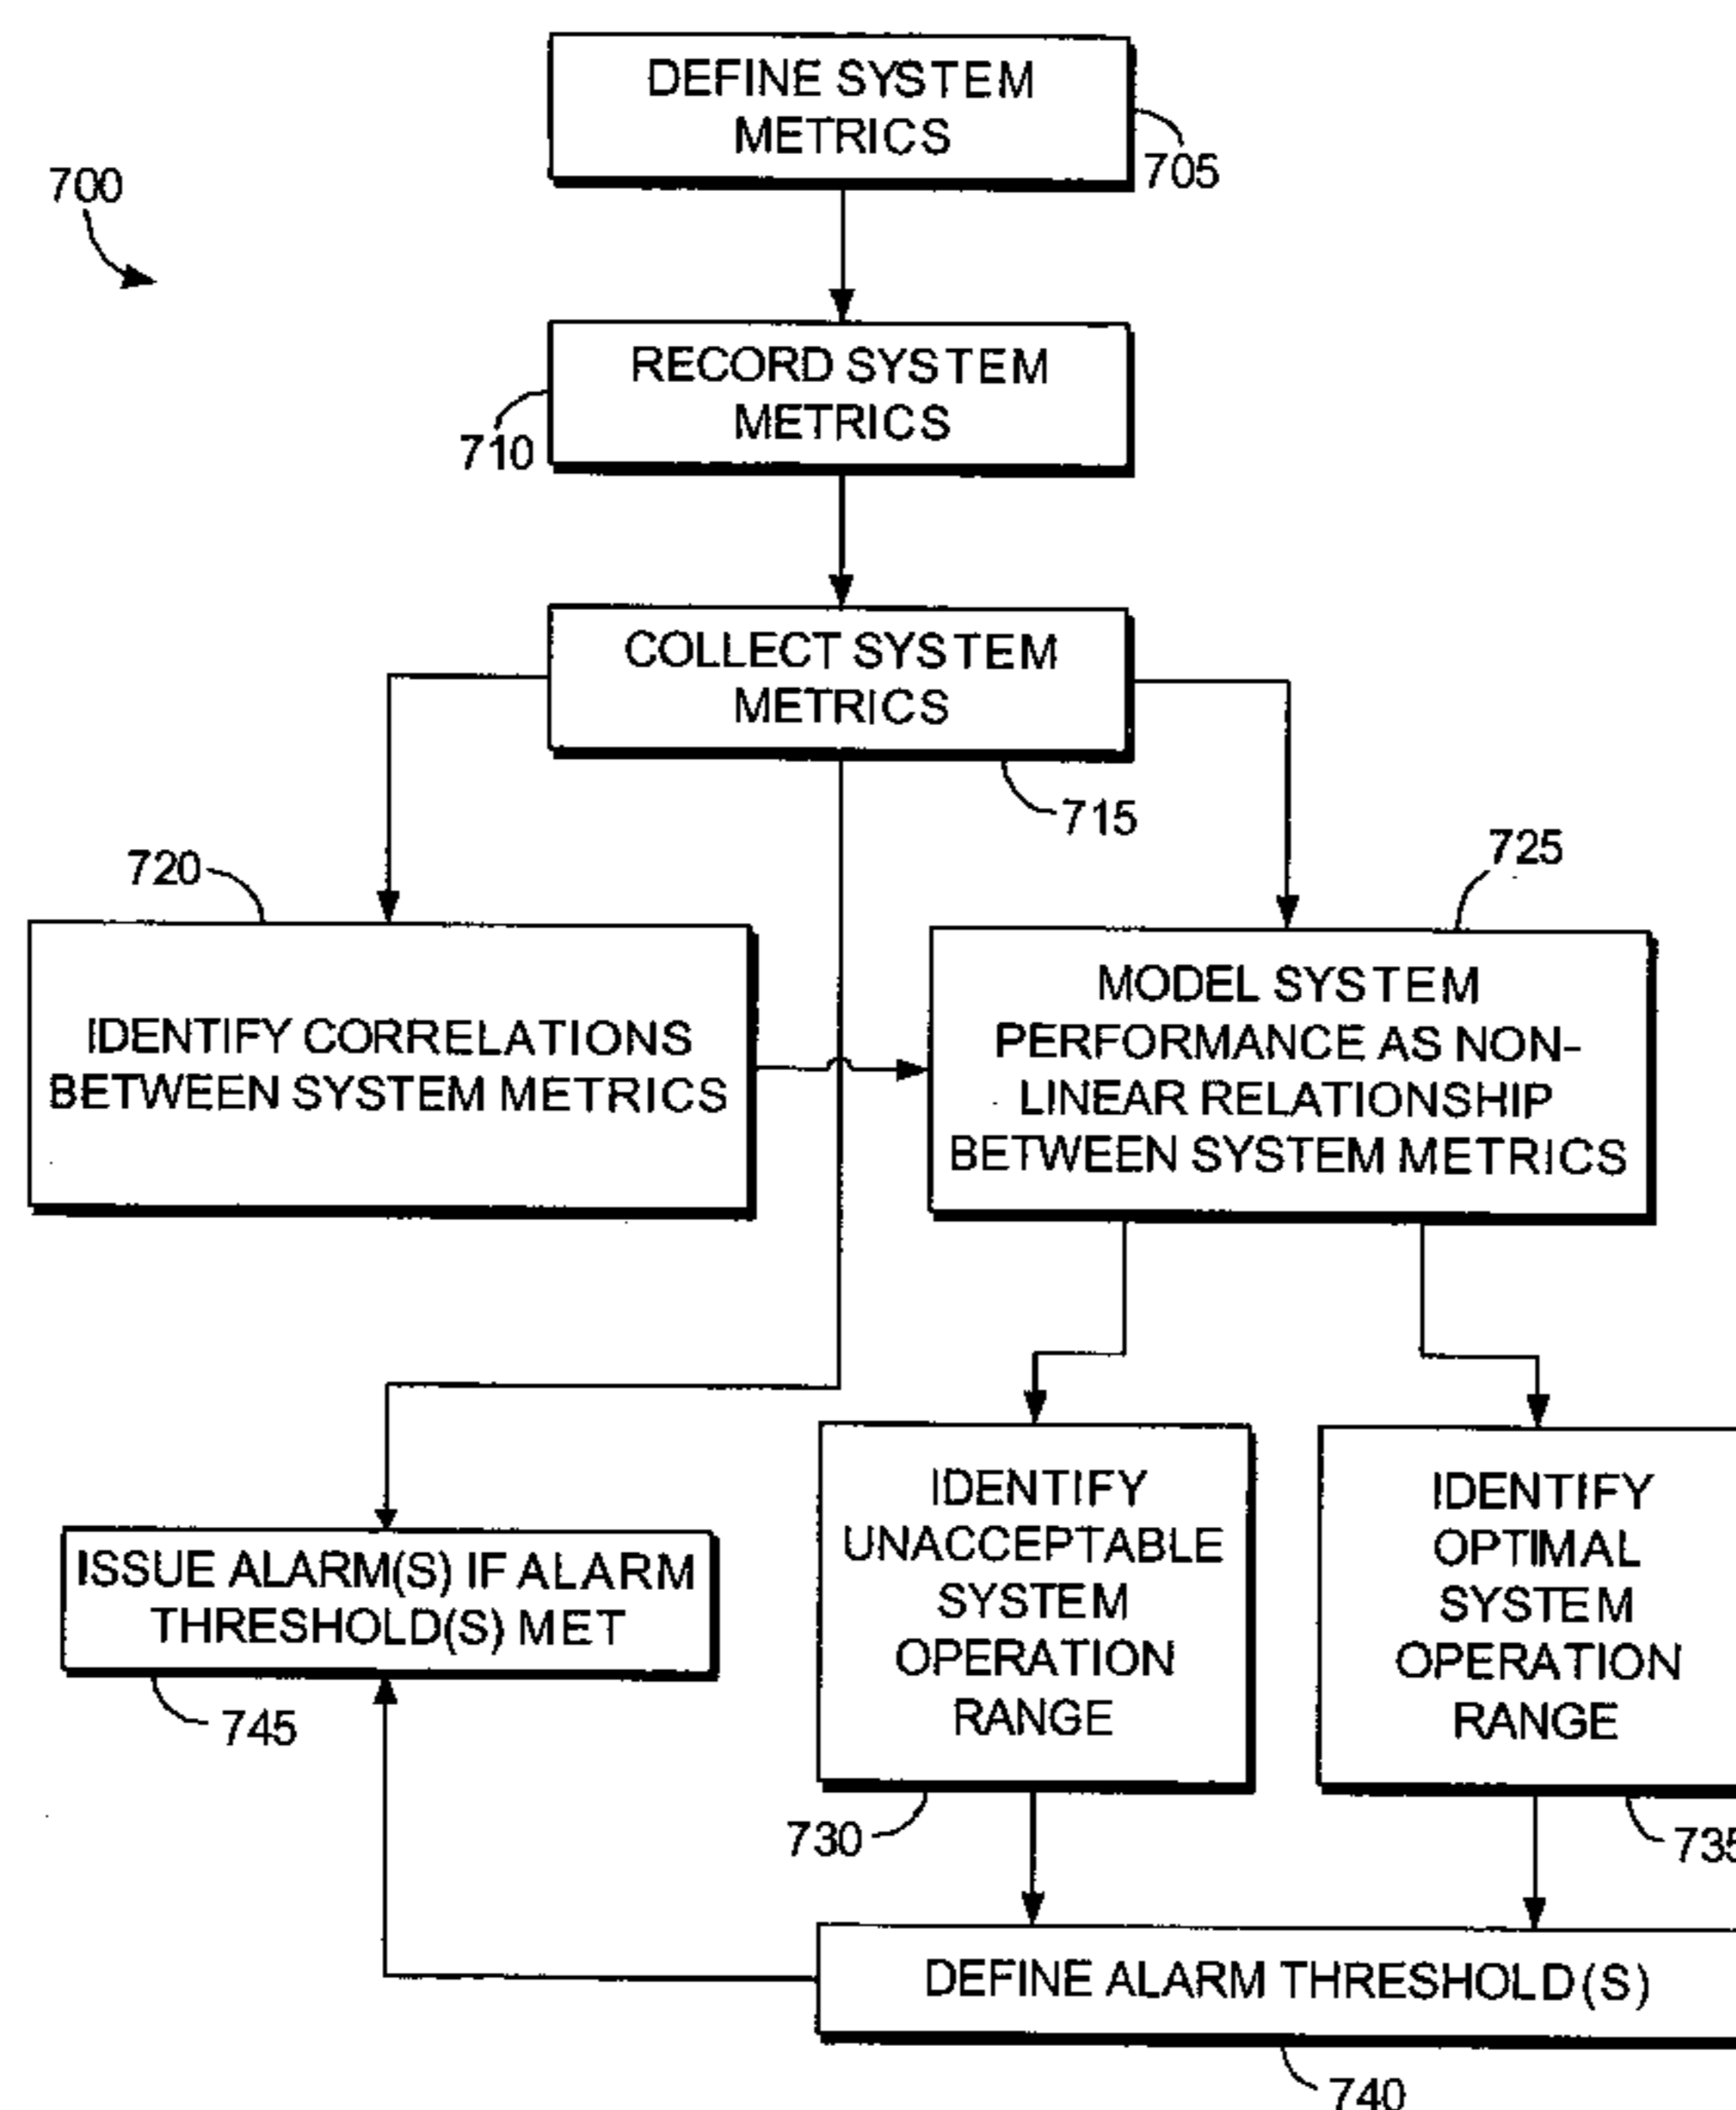 DEFINE SYSTEM
METRICS
705
700
RECORD SYSTEM
METRICS
710
COLLECT SYSTEM
METRICS
715
720
725
IDENTIFY CORRELATIONS
BETWEEN SYSTEM METRICS
MODEL SYSTEM
PERFORMANCE AS NON-
LINEAR RELATIONSHIP
BETWEEN SYSTEM METRICS
IDENTIFY
UNACCEPTABLE
SYSTEM
OPERATION
RANGE
730
IDENTIFY
OPTIMAL
SYSTEM
OPERATION
RANGE
735
ISSUE ALARM(S) IF ALARM
THRESHOLD(S) MET
745
DEFINE ALARM THRESHOLD(S)
740